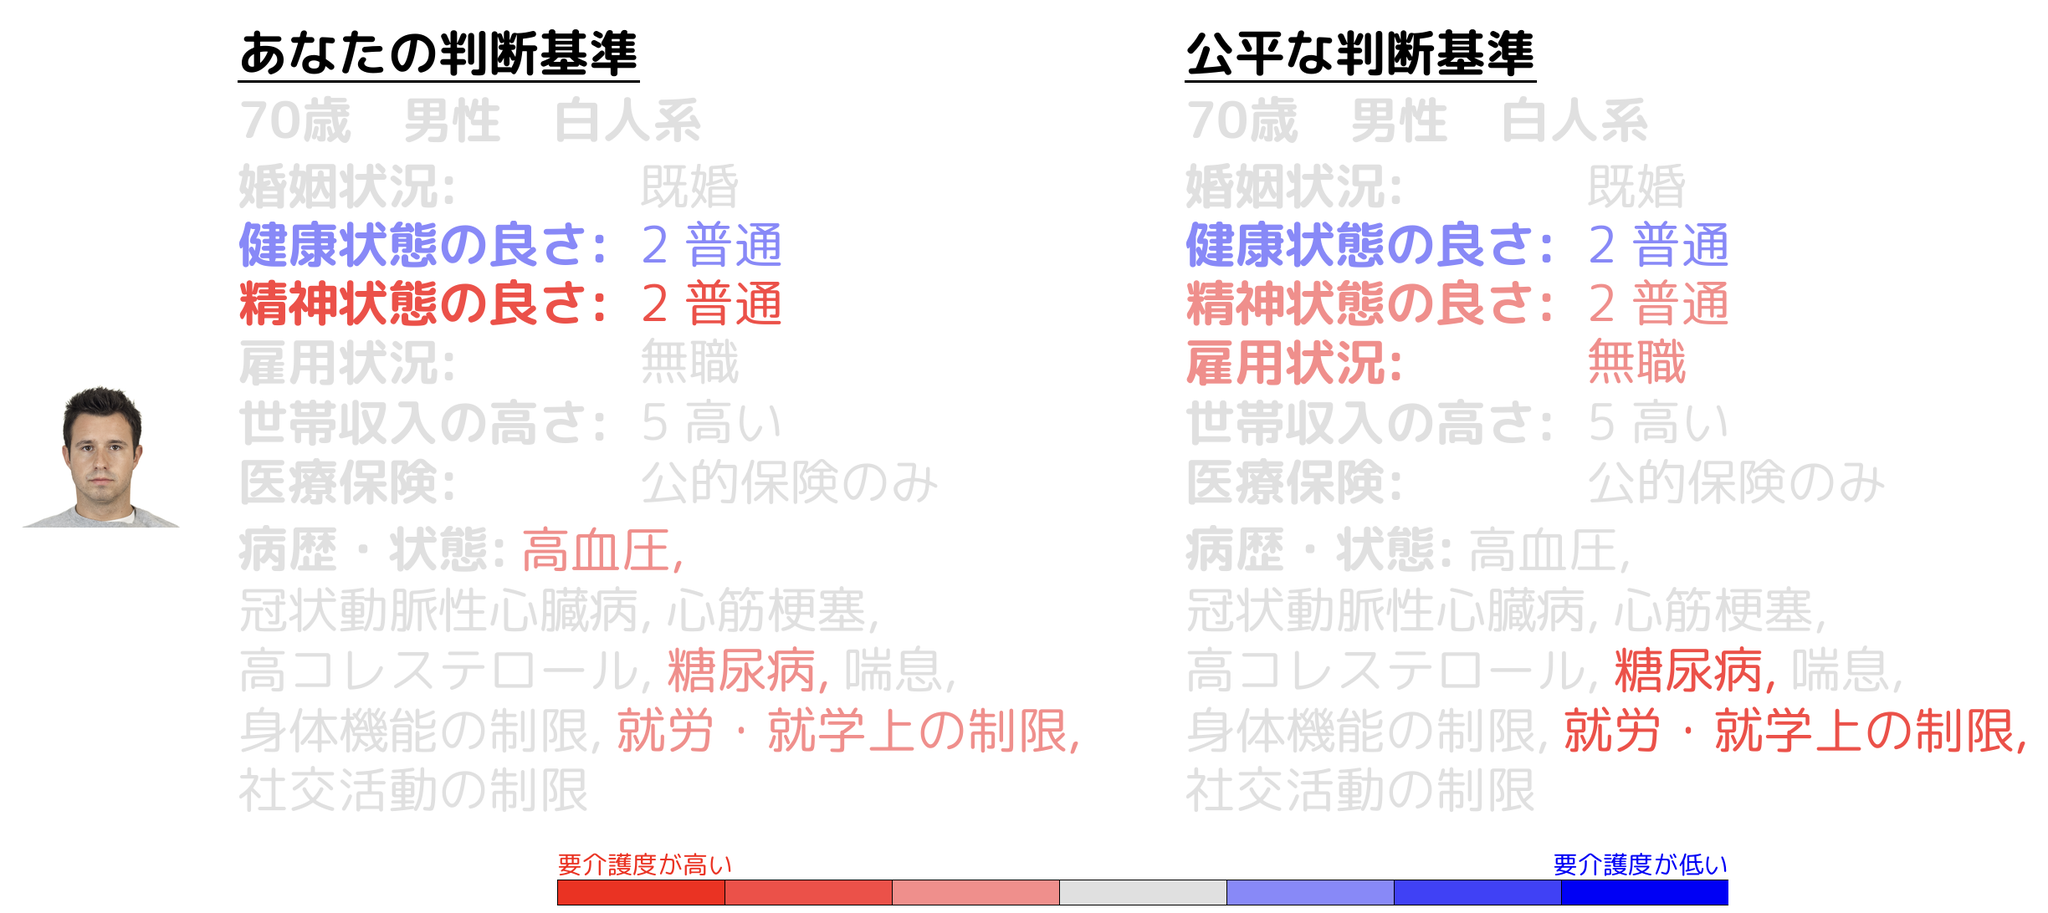 あなたの判断基準
70歳　男性　白人系
婚姻状況: 既婚
健康状態の良さ: 2 普通
精神状態の良さ: 2 普通
雇用状況: 無職
世帯収入の高さ: 5 高い
医療保険: 公的保険のみ
病歴・状態: 高血圧,
冠状動脈性心臓病, 心筋梗塞,
高コレステロール, 糖尿病, 喘息,
身体機能の制限, 就労・就学上の制限,
社交活動の制限
公平な判断基準
70歳　男性　白人系
婚姻状況: 既婚
健康状態の良さ: 2 普通
精神状態の良さ: 2 普通
雇用状況: 無職
世帯収入の高さ: 5 高い
医療保険: 公的保険のみ
病歴・状態: 高血圧,
冠状動脈性心臓病, 心筋梗塞,
高コレステロール, 糖尿病, 喘息,
身体機能の制限, 就労・就学上の制限,
社交活動の制限
要介護度が高い
要介護度が低い